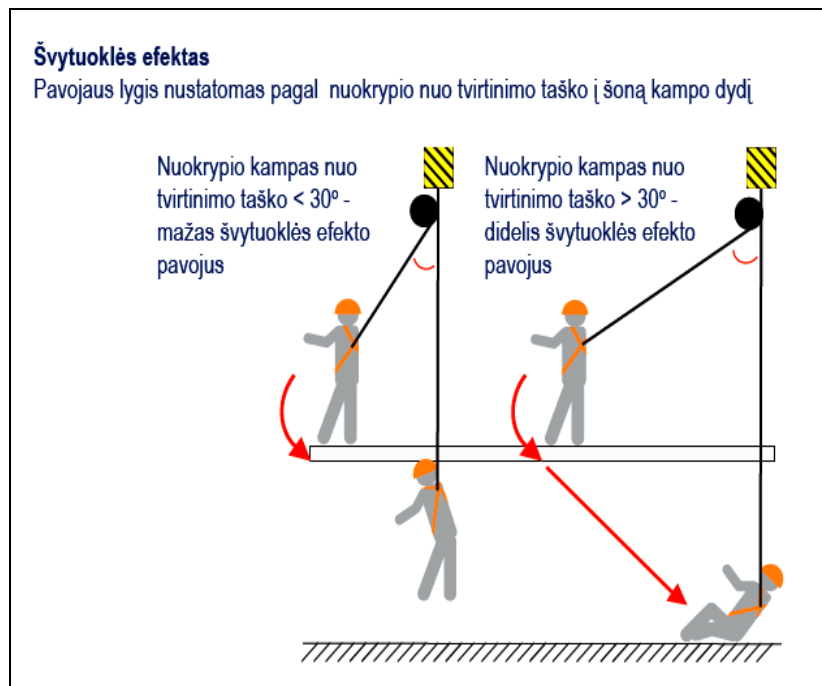 Švytuoklės efektas
Pavojaus lygis nustatomas pagal nuokrypio nuo tvirtinimo taško į šoną kampo dydį
Nuokrypio kampas nuo
tvirtinimo taško < 30º -
mažas švytuoklės efekto
pavojus
Nuokrypio kampas nuo
tvirtinimo taško > 30º -
didelis švytuoklės efekto
pavojus